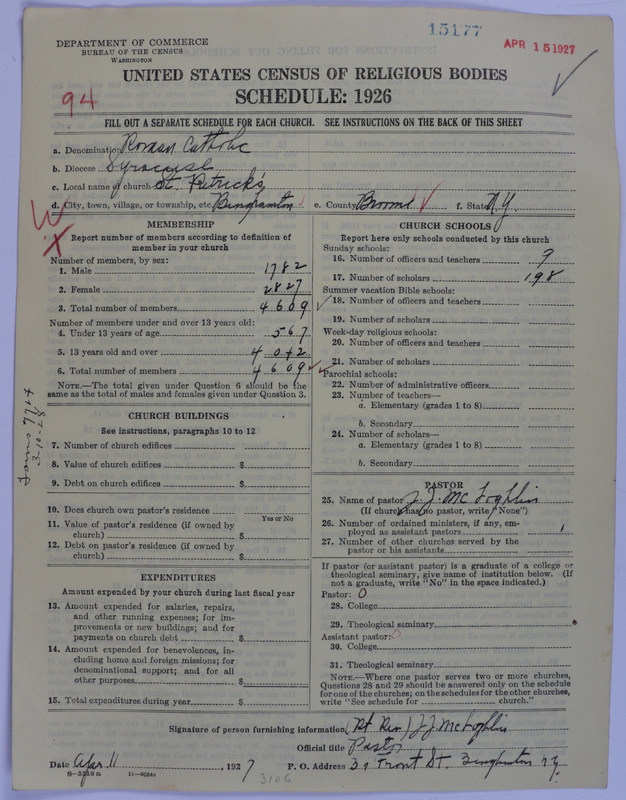 15177
APR 15 1927
DEPARTMENT OF COMMERCE
BUREAU OF THE CENSUS
WASHINGTON
UNITED STATES CENSUS OF RELIGIOUS BODIES
SCHEDULE: 1926
94
FILL OUT A SEPARATE SCHEDULE FOR EACH CHURCH. SEE INSTRUCTIONS ON THE BACK OF THIS SHEET
a. Denomination Roman Catholic
b. Diocese Syracuse
c. Local name of church St. Patrick's
d. City, town, village, or township, etc. Binghamton e. County Broome f. State N.Y.
MEMBERSHIP
Report number of members according to definition of
member in your church
Number of members, by sex:
1. Male 1782
2. Female 2827
3. Total number of members 4609
Number of members under and over 13 years old:
4. Under 13 years of age 567
5. 13 years old and over 4042
6. Total number of members 4609
NOTE.—The total given under Question 6 should be the
same as the total of males and females given under Question 3.
CHURCH BUILDINGS
See instructions, paragraphs 10 to 12
7. Number of church edifices
8. Value of church edifices $
9. Debt on church edifices $
10. Does church own pastor's residence
Yes or No
11. Value of pastor's residence (if owned by
church) $
12. Debt on pastor's residence (if owned by
church) $
EXPENDITURES
Amount expended by your church during last fiscal year
13. Amount expended for salaries, repairs,
and other running expenses; for im-
provements or new buildings; and for
payments on church debt $
14. Amount expended for benevolences, in-
cluding home and foreign missions; for
denominational support; and for all
other purposes $
15. Total expenditures during year $
CHURCH SCHOOLS
Report here only schools conducted by this church
Sunday schools:
16. Number of officers and teachers 9
17. Number of scholars 198
Summer vacation Bible schools:
18. Number of officers and teachers
19. Number of scholars
Week-day religious schools:
20. Number of officers and teachers
21. Number of scholars
Parochial schools:
22. Number of administrative officers
23. Number of teachers—
a. Elementary (grades 1 to 8)
b. Secondary
24. Number of scholars—
a. Elementary (grades 1 to 8)
b. Secondary
PASTOR
25. Name of pastor J. J. McLoghlin
(If church has no pastor, write "None")
26. Number of ordained ministers, if any, em-
ployed as assistant pastors 1
27. Number of other churches served by the
pastor or his assistants
If pastor (or assistant pastor) is a graduate of a college or
theological seminary, give name of institution below. (If
not a graduate, write "No" in the space indicated.)
Pastor: 0
28. College
29. Theological seminary
Assistant pastor: 0
30. College
31. Theological seminary
NOTE.—Where one pastor serves two or more churches,
Questions 28 and 29 should be answered only on the schedule
for one of the churches; on the schedules for the other churches,
write "See schedule for church."
Signature of person furnishing information (Rt Rev) J J McLoghlin
Official title Pastor
Date Apr. 11, 1927 P. O. Address Front St. Binghamton N.Y.
8-5319a 11-9084a
3106